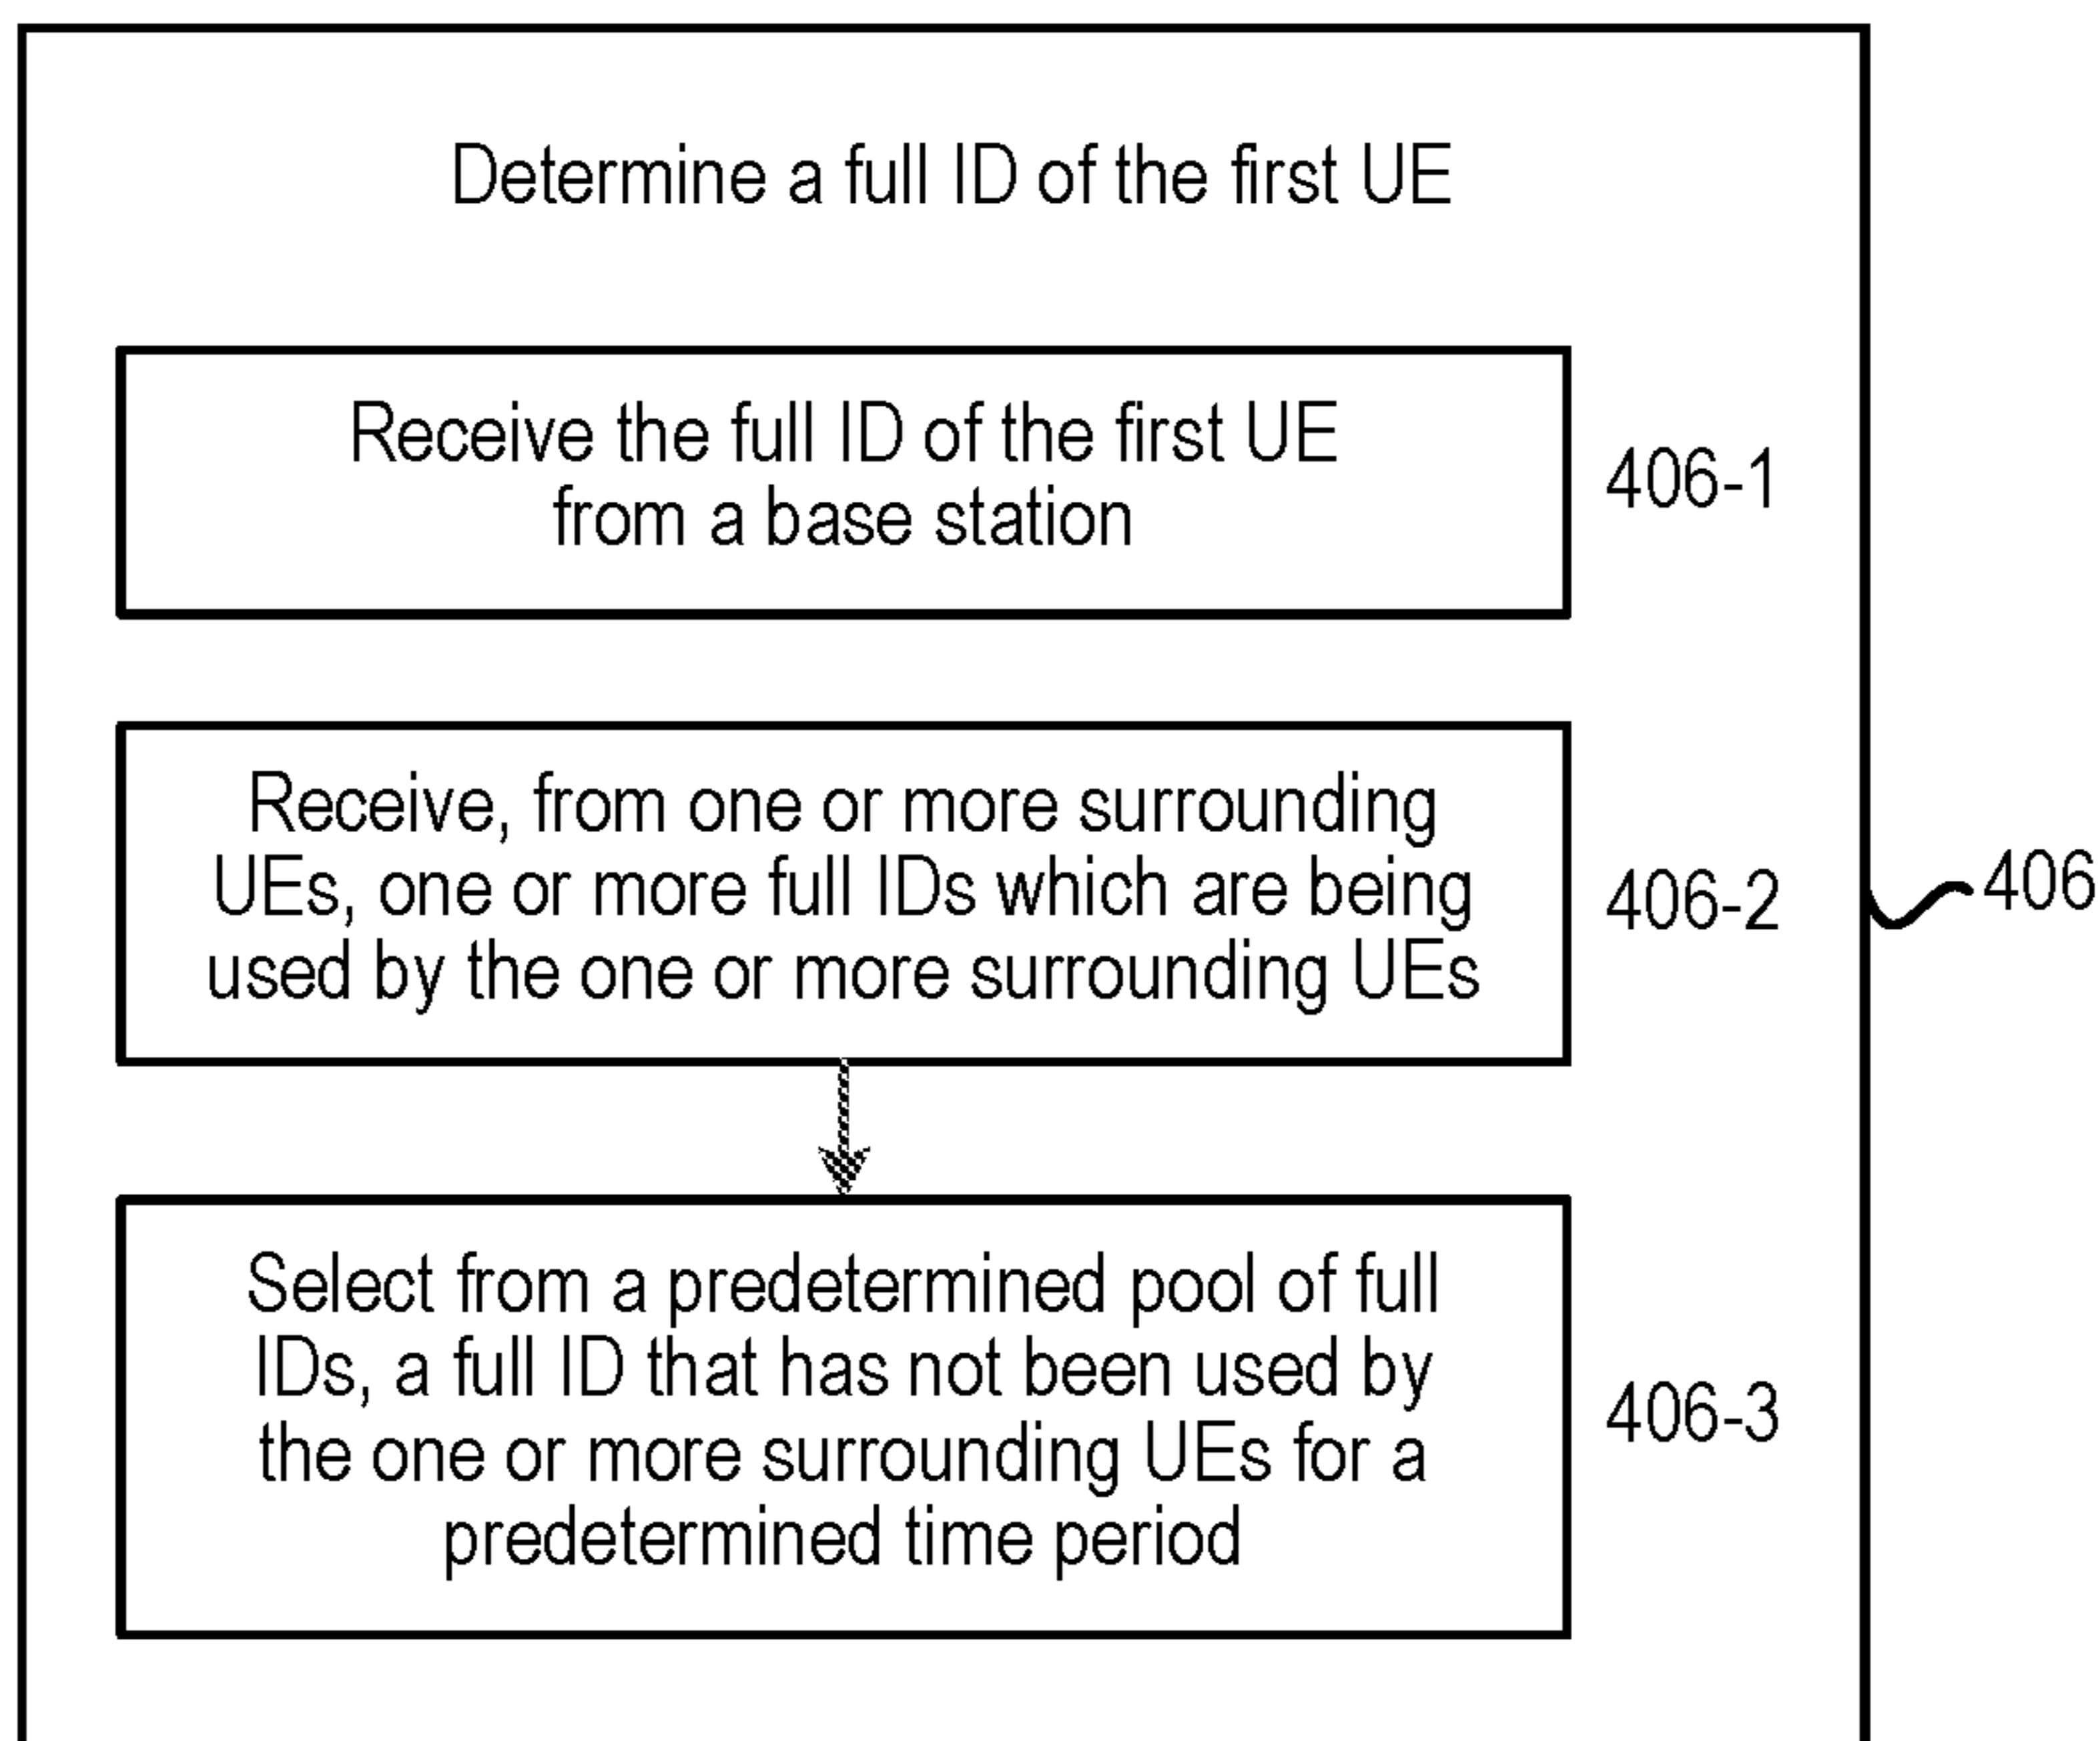 Determine a full ID of the first UE
Receive the full ID of the first UE
from a base station
406-1
Receive, from one or more surrounding
UEs, one or more full IDs which are being
used by the one or more surrounding UEs
406-2
406
Select from a predetermined pool of full
IDs, a full ID that has not been used by
the one or more surrounding UEs for a
predetermined time period
406-3